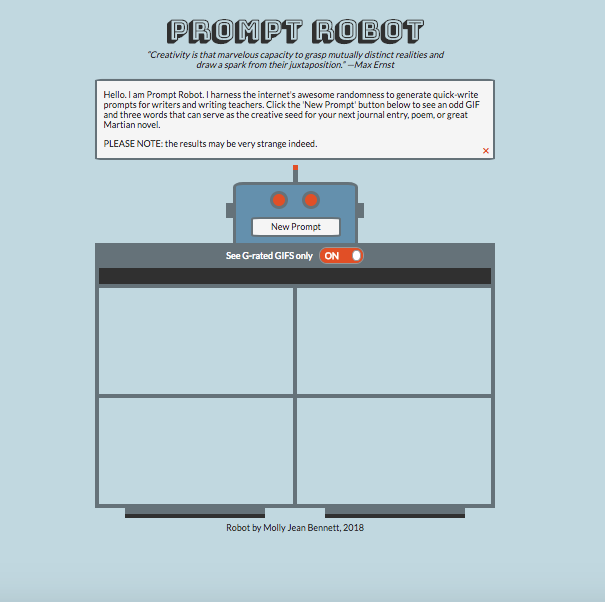 PROMPT ROBOT
"Creativity is that marvelous capacity to grasp mutually distinct realities and
draw a spark from their juxtaposition." —Max Ernst
Hello. I am Prompt Robot. I harness the internet's awesome randomness to generate quick-write
prompts for writers and writing teachers. Click the 'New Prompt' button below to see an odd GIF
and three words that can serve as the creative seed for your next journal entry, poem, or great
Martian novel.
PLEASE NOTE: the results may be very strange indeed.
×
New Prompt
See G-rated GIFS only ON
Robot by Molly Jean Bennett, 2018